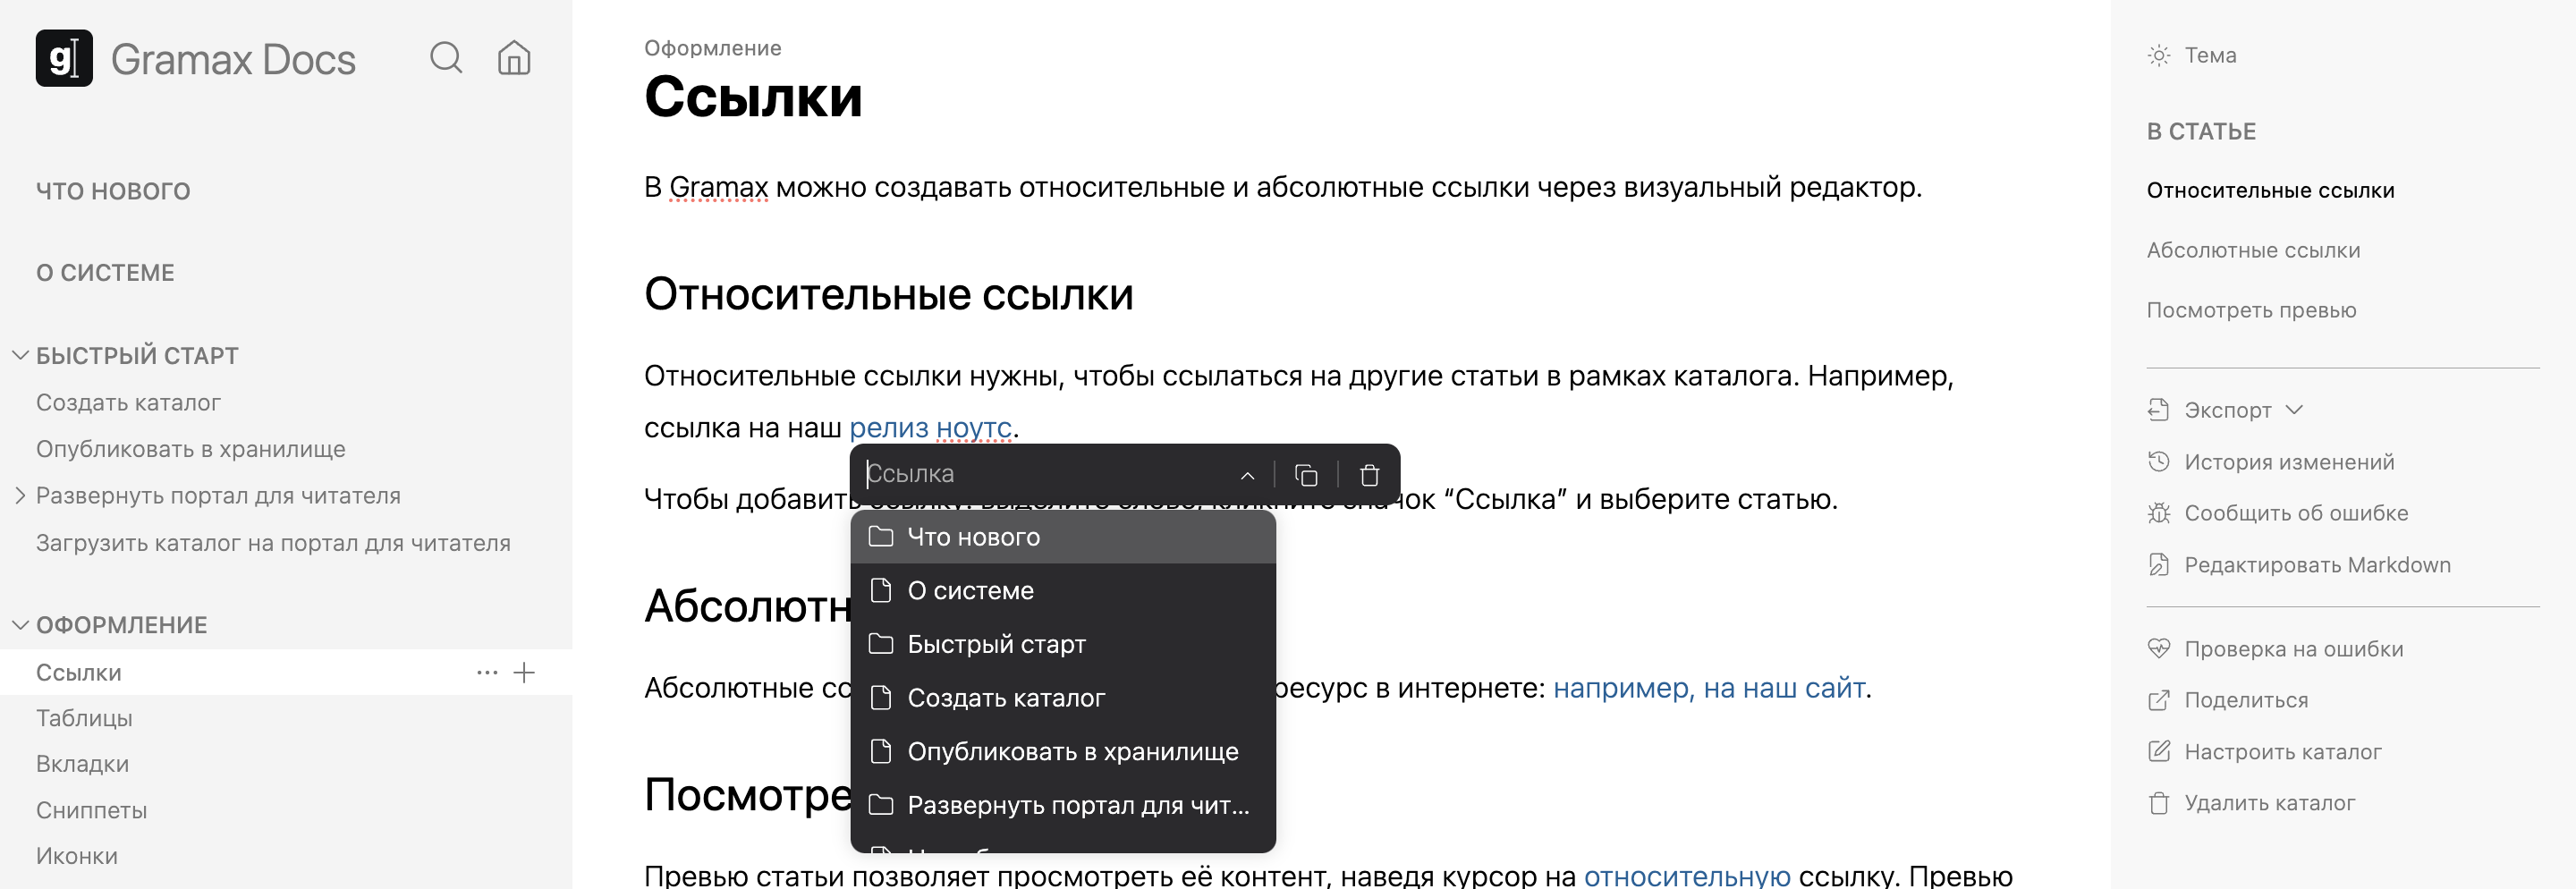 Gramax Docs
ЧТО НОВОГО
О СИСТЕМЕ
БЫСТРЫЙ СТАРТ
Создать каталог
Опубликовать в хранилище
Развернуть портал для читателя
Загрузить каталог на портал для читателя
ОФОРМЛЕНИЕ
Ссылки
Таблицы
Вкладки
Сниппеты
Иконки
Оформление
Ссылки
В Gramax можно создавать относительные и абсолютные ссылки через визуальный редактор.
Относительные ссылки
Относительные ссылки нужны, чтобы ссылаться на другие статьи в рамках каталога. Например,
ссылка на наш релиз ноутс.
Ссылка
Чтобы добавить ссылку: выделите слово, кликните значок “Ссылка” и выберите статью.
Что нового
О системе
Быстрый старт
Создать каталог
Опубликовать в хранилище
Развернуть портал для чит...
Абсолютн
Абсолютные сс ресурс в интернете: например, на наш сайт.
Посмотре
Превью статьи позволяет просмотреть её контент, наведя курсор на относительную ссылку. Превью
Тема
В СТАТЬЕ
Относительные ссылки
Абсолютные ссылки
Посмотреть превью
Экспорт
История изменений
Сообщить об ошибке
Редактировать Markdown
Проверка на ошибки
Поделиться
Настроить каталог
Удалить каталог